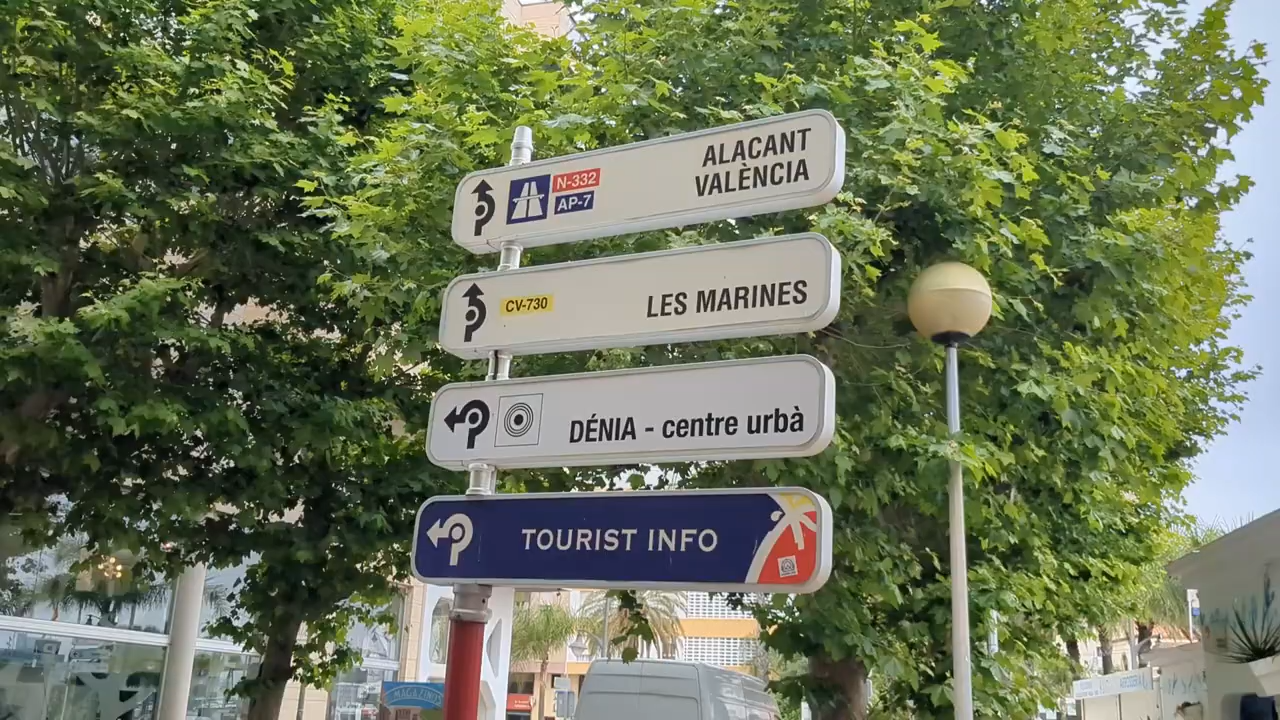 ALACANT
VALÈNCIA
N-332
AP-7
CV-730
LES MARINES
DÉNIA - centre urbà
TOURIST INFO